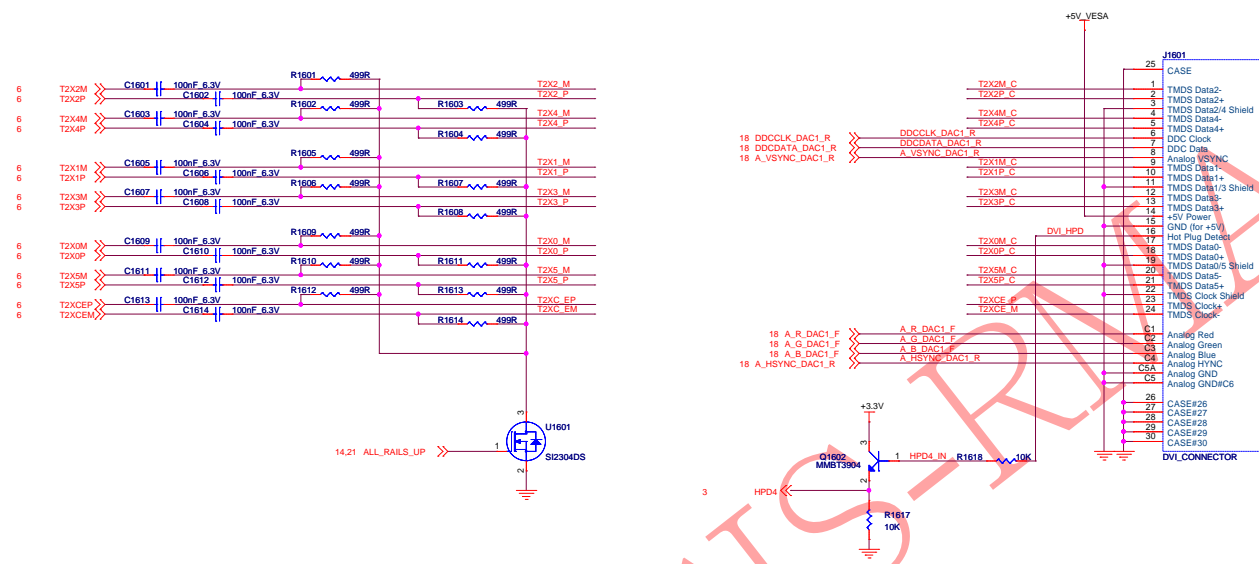 +5V_VESA
J1601
25 CASE
6 T2X2M C1601 100nF_6.3V R1601 499R T2X2_M
6 T2X2P C1602 100nF_6.3V T2X2_P
6 T2X4M C1603 100nF_6.3V R1602 499R R1603 499R T2X4_M
6 T2X4P C1604 100nF_6.3V R1604 499R T2X4_P
6 T2X1M C1605 100nF_6.3V R1605 499R T2X1_M
6 T2X1P C1606 100nF_6.3V T2X1_P
6 T2X3M C1607 100nF_6.3V R1606 499R R1607 499R T2X3_M
6 T2X3P C1608 100nF_6.3V R1608 499R T2X3_P
6 T2X0M C1609 100nF_6.3V R1609 499R T2X0_M
6 T2X0P C1610 100nF_6.3V T2X0_P
6 T2X5M C1611 100nF_6.3V R1610 499R R1611 499R T2X5_M
6 T2X5P C1612 100nF_6.3V T2X5_P
6 T2XCEP C1613 100nF_6.3V R1612 499R R1613 499R T2XC_EP
6 T2XCEM C1614 100nF_6.3V R1614 499R T2XC_EM
14,21 ALL_RAILS_UP 1 3 2 U1601
SI2304DS
T2X2M_C 1 TMDS Data2-
T2X2P_C 2 TMDS Data2+
3 TMDS Data2/4 Shield
T2X4M_C 4 TMDS Data4-
T2X4P_C 5 TMDS Data4+
18 DDCCLK_DAC1_R DDCCLK_DAC1_R 6 DDC Clock
18 DDCDATA_DAC1_R DDCDATA_DAC1_R 7 DDC Data
18 A_VSYNC_DAC1_R A_VSYNC_DAC1_R 8 Analog VSYNC
T2X1M_C 9 TMDS Data1-
T2X1P_C 10 TMDS Data1+
11 TMDS Data1/3 Shield
T2X3M_C 12 TMDS Data3-
T2X3P_C 13 TMDS Data3+
14 +5V Power
15 GND (for +5V)
DVI_HPD 16 Hot Plug Detect
T2X0M_C 17 TMDS Data0-
T2X0P_C 18 TMDS Data0+
19 TMDS Data0/5 Shield
T2X5M_C 20 TMDS Data5-
T2X5P_C 21 TMDS Data5+
22 TMDS Clock Shield
T2XCE_P 23 TMDS Clock+
T2XCE_M 24 TMDS Clock-
18 A_R_DAC1_F A_R_DAC1_F C1 Analog Red
18 A_G_DAC1_F A_G_DAC1_F C2 Analog Green
18 A_B_DAC1_F A_B_DAC1_F C3 Analog Blue
18 A_HSYNC_DAC1_R A_HSYNC_DAC1_R C4 Analog HYNC
C5A Analog GND
C5 Analog GND#C6
26 CASE#26
27 CASE#27
28 CASE#28
29 CASE#29
30 CASE#30
DVI_CONNECTOR
+3.3V
Q1602 3 1 2 HPD4_IN R1618 10K
MMBT3904
3 HPD4
R1617
10K